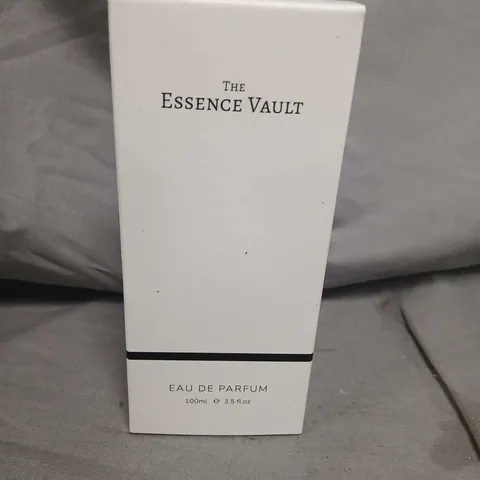 THE
ESSENCE VAULT
EAU DE PARFUM
100mL ℮ 3.5 fl.oz